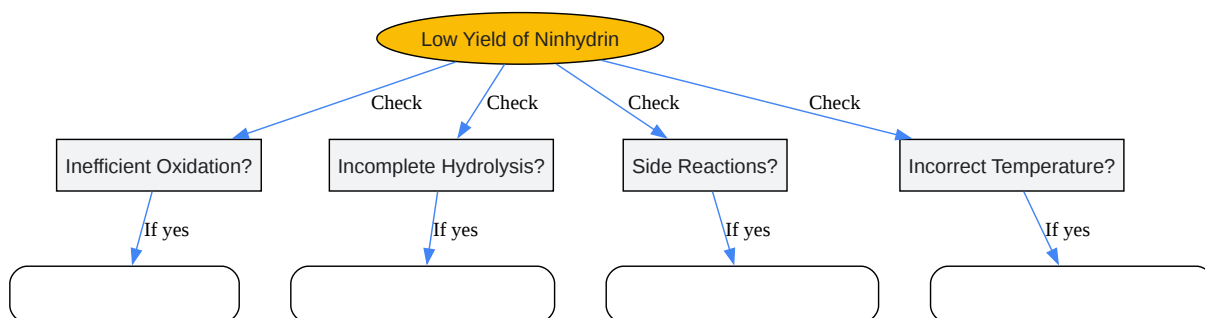 Low Yield of Ninhydrin
Check
Check
Check
Check
Inefficient Oxidation?
Incomplete Hydrolysis?
Side Reactions?
Incorrect Temperature?
If yes
If yes
If yes
If yes